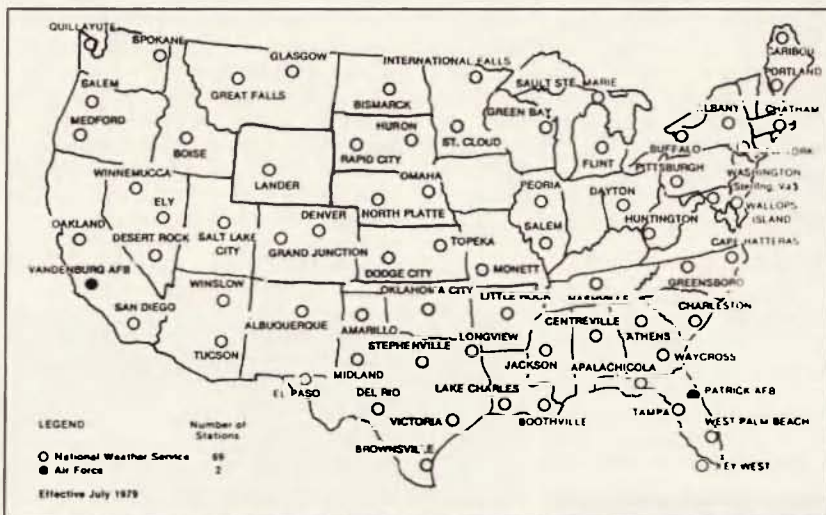 QUILLAYUTE
SPOKANE
GLASGOW
INTERNATIONAL FALLS
CARIBOU
SALEM
GREAT FALLS
BISMARCK
SAULT STE. MARIE
PORTLAND
MEDFORD
BOISE
HURON
RAPID CITY
ST. CLOUD
GREEN BAY
FLINT
BUFFALO
ALBANY
CHATHAM
WINNEMUCCA
LANDER
OMAHA
PEORIA
DAYTON
PITTSBURGH
WASHINGTON
ELY
DENVER
NORTH PLATTE
SALEM
HUNTINGTON
WALLOPS
ISLAND
OAKLAND
DESERT ROCK
SALT LAKE
CITY
GRAND JUNCTION
TOPEKA
DODGE CITY
MONETT
CAPE HATTERAS
VANDENBURG AFB
WINSLOW
OKLAHOMA CITY
LITTLE ROCK
NASHVILLE
GREENSBORO
SAN DIEGO
ALBUQUERQUE
AMARILLO
CENTREVILLE
CHARLESTON
TUCSON
STEPHENVILLE
LONGVIEW
JACKSON
ATHENS
MIDLAND
APALACHICOLA
WAYCROSS
EL PASO
DEL RIO
LAKE CHARLES
PATRICK AFB
VICTORIA
BOOTHVILLE
TAMPA
WEST PALM BEACH
BROWNSVILLE
EY WEST
LEGEND
Number of
Stations
National Weather Service 69
Air Force 2
Effective July 1979